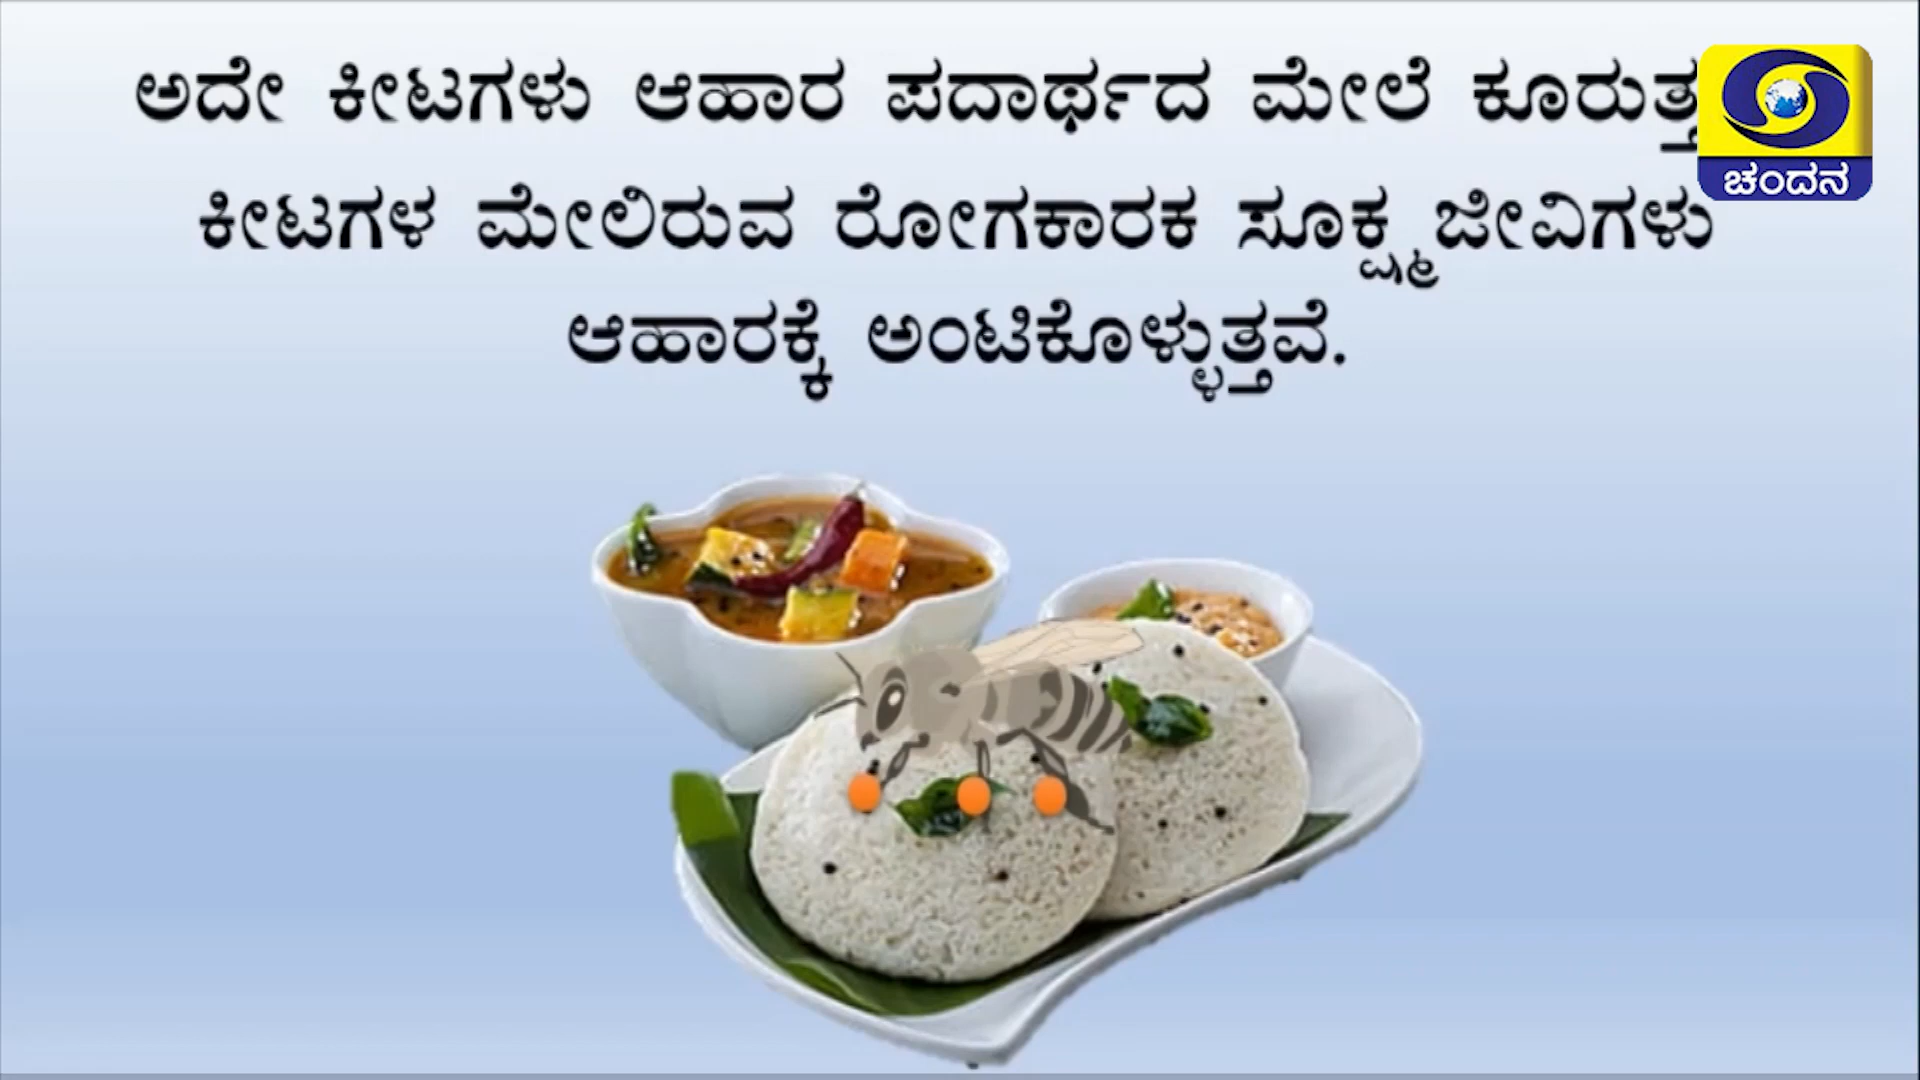 ಅದೇ ಕೀಟಗಳು ಆಹಾರ ಪದಾರ್ಥದ ಮೇಲೆ
ಚಂದನ
ಕೀಟಗಳ ಮೇಲಿರುವ ರೋಗಕಾರಕ ಸೂಕ್ಷ್ಮಜೀವಿಗಳು
ಆಹಾರಕ್ಕೆ ಅಂಟಿಕೊಳ್ಳುತ್ತವೆ.